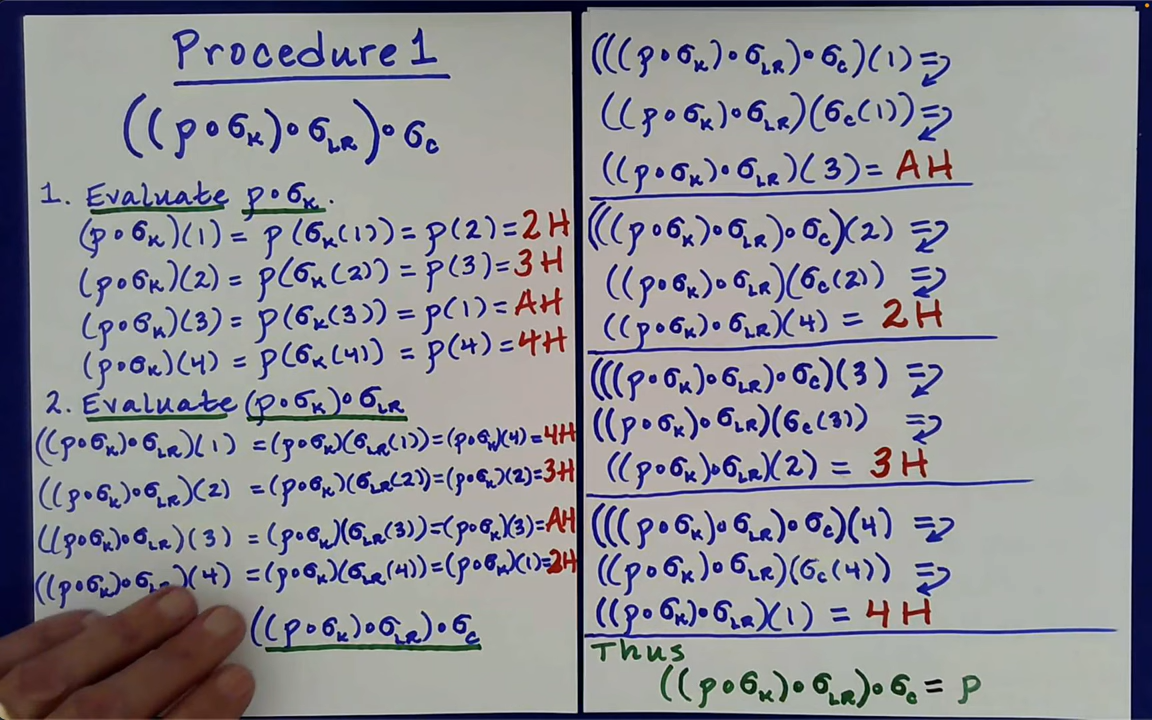 Procedure 1
((p∘σ_K)∘σ_LR)∘σ_C
1. Evaluate p∘σ_K.
(p∘σ_K)(1) = p(σ_K(1)) = p(2) = 2H
(p∘σ_K)(2) = p(σ_K(2)) = p(3) = 3H
(p∘σ_K)(3) = p(σ_K(3)) = p(1) = AH
(p∘σ_K)(4) = p(σ_K(4)) = p(4) = 4H
2. Evaluate (p∘σ_K)∘σ_LR
((p∘σ_K)∘σ_LR)(1) = (p∘σ_K)(σ_LR(1)) = (p∘σ_K)(4) = 4H
((p∘σ_K)∘σ_LR)(2) = (p∘σ_K)(σ_LR(2)) = (p∘σ_K)(2) = 3H
((p∘σ_K)∘σ_LR)(3) = (p∘σ_K)(σ_LR(3)) = (p∘σ_K)(3) = AH
((p∘σ_K)∘σ_LR)(4) = (p∘σ_K)(σ_LR(4)) = (p∘σ_K)(1) = 2H
((p∘σ_K)∘σ_LR)∘σ_C
(((p∘σ_K)∘σ_LR)∘σ_C)(1) ⇒
((p∘σ_K)∘σ_LR)(σ_C(1)) ⇒
((p∘σ_K)∘σ_LR)(3) = AH
(((p∘σ_K)∘σ_LR)∘σ_C)(2) ⇒
((p∘σ_K)∘σ_LR)(σ_C(2)) ⇒
((p∘σ_K)∘σ_LR)(4) = 2H
(((p∘σ_K)∘σ_LR)∘σ_C)(3) ⇒
((p∘σ_K)∘σ_LR)(σ_C(3)) ⇒
((p∘σ_K)∘σ_LR)(2) = 3H
(((p∘σ_K)∘σ_LR)∘σ_C)(4) ⇒
((p∘σ_K)∘σ_LR)(σ_C(4)) ⇒
((p∘σ_K)∘σ_LR)(1) = 4H
Thus
((p∘σ_K)∘σ_LR)∘σ_C = p